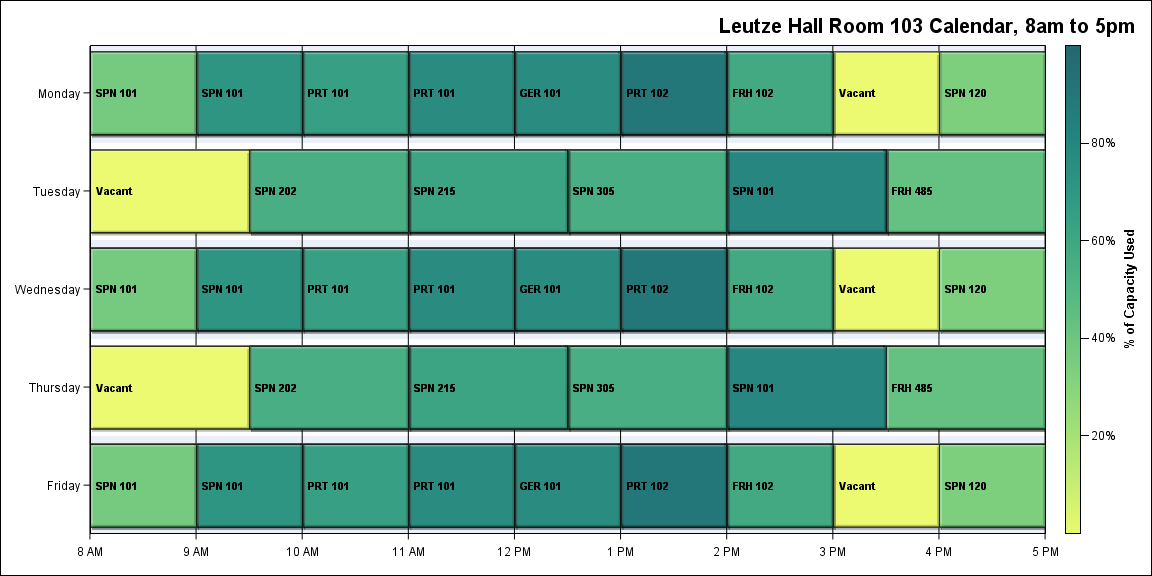 Leutze Hall Room 103 Calendar, 8am to 5pm
Monday
SPN 101
SPN 101
PRT 101
PRT 101
GER 101
PRT 102
FRH 102
Vacant
SPN 120
Tuesday
Vacant
SPN 202
SPN 215
SPN 305
SPN 101
FRH 485
Wednesday
SPN 101
SPN 101
PRT 101
PRT 101
GER 101
PRT 102
FRH 102
Vacant
SPN 120
Thursday
Vacant
SPN 202
SPN 215
SPN 305
SPN 101
FRH 485
Friday
SPN 101
SPN 101
PRT 101
PRT 101
GER 101
PRT 102
FRH 102
Vacant
SPN 120
8 AM
9 AM
10 AM
11 AM
12 PM
1 PM
2 PM
3 PM
4 PM
5 PM
80%
60%
40%
20%
% of Capacity Used